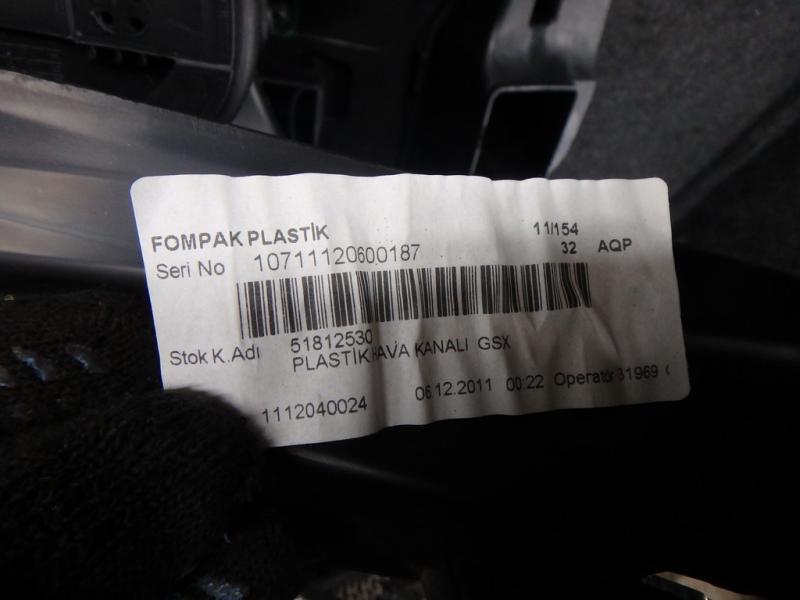 FOMPAK PLASTİK 11/154
Seri No 10711120600187 32 AQP
Stok K.Adı 51812530
PLASTİK HAVA KANALI GSX
1112040024 06.12.2011 00:22 Operatör 31969